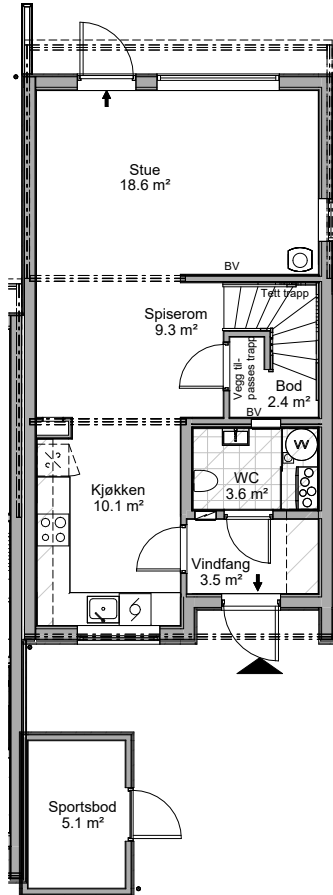 Stue
18.6 m²
BV
Tett trapp
Spiserom
9.3 m²
Vegg til-
passes trapp
Bod
2.4 m²
BV
VV
WC
3.6 m²
Kjøkken
10.1 m²
Vindfang
3.5 m²
Sportsbod
5.1 m²